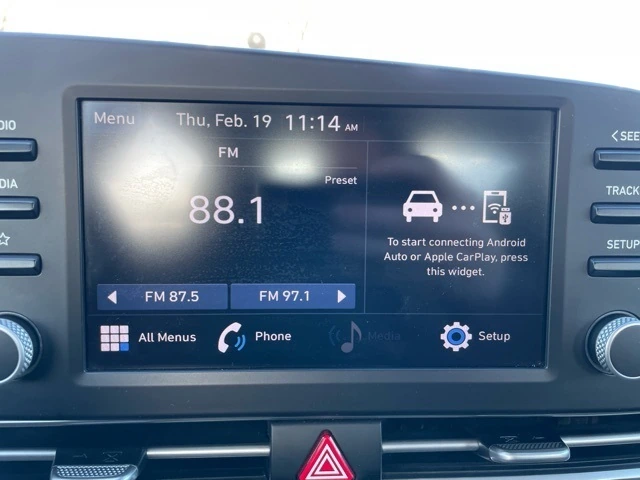 Menu Thu, Feb. 19 11:14 AM
FM
Preset
88.1
To start connecting Android
Auto or Apple CarPlay, press
this widget.
FM 87.5 FM 97.1
All Menus Phone Media Setup
DIO
DIA
SEE
TRACK
SETUP